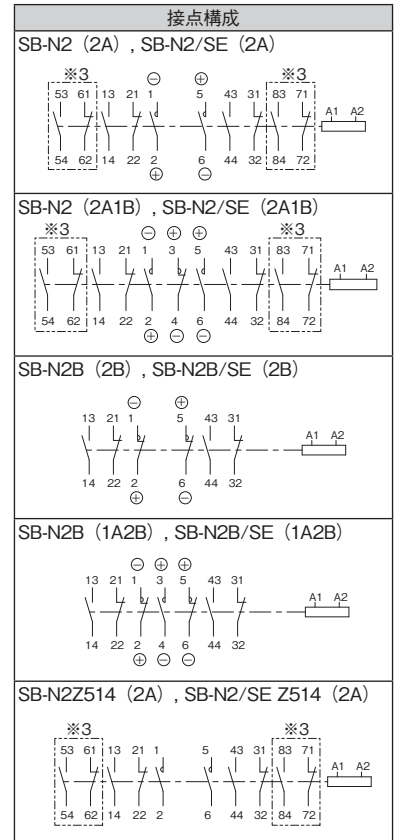 接点構成
SB-N2（2A）, SB-N2/SE（2A）
※3 ⊖ ⊕ ※3
53 61 13 21 1 5 43 31 83 71 A1 A2
54 62 14 22 2 6 44 32 84 72
⊕ ⊖
SB-N2（2A1B）, SB-N2/SE（2A1B）
※3 ⊖ ⊕ ⊕ ※3
53 61 13 21 1 3 5 43 31 83 71 A1 A2
54 62 14 22 2 4 6 44 32 84 72
⊕ ⊖ ⊖
SB-N2B（2B）, SB-N2B/SE（2B）
⊖ ⊕
13 21 1 5 43 31 A1 A2
14 22 2 6 44 32
⊕ ⊖
SB-N2B（1A2B）, SB-N2B/SE（1A2B）
⊖ ⊕ ⊕
13 21 1 3 5 43 31 A1 A2
14 22 2 4 6 44 32
⊕ ⊖ ⊖
SB-N2Z514（2A）, SB-N2/SE Z514（2A）
※3 ※3
53 61 13 21 1 5 43 31 83 71 A1 A2
54 62 14 22 2 6 44 32 84 72